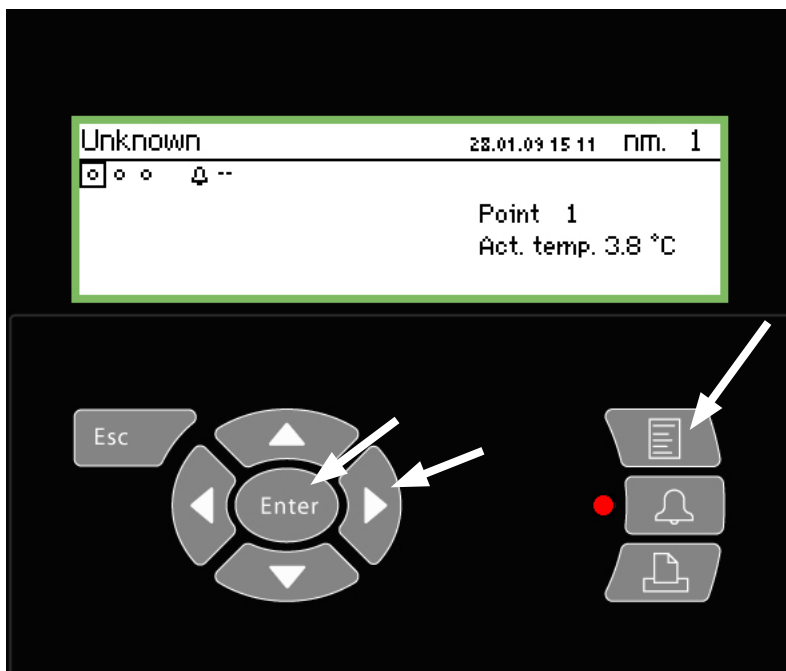 Unknown 28.01.09 15 11 nm. 1
--
Point 1
Act. temp. 3.8 °C
Esc
Enter